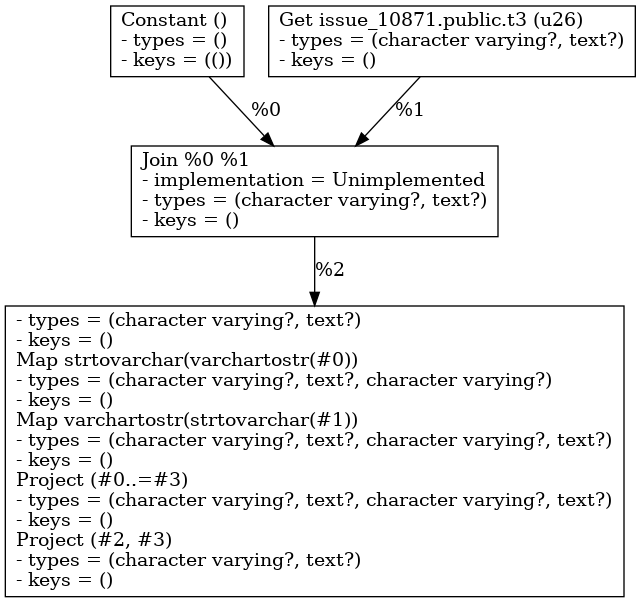 Constant ()
- types = ()
- keys = (())
Get issue_10871.public.t3 (u26)
- types = (character varying?, text?)
- keys = ()
%0
%1
Join %0 %1
- implementation = Unimplemented
- types = (character varying?, text?)
- keys = ()
%2
- types = (character varying?, text?)
- keys = ()
Map strtovarchar(varchartostr(#0))
- types = (character varying?, text?, character varying?)
- keys = ()
Map varchartostr(strtovarchar(#1))
- types = (character varying?, text?, character varying?, text?)
- keys = ()
Project (#0..=#3)
- types = (character varying?, text?, character varying?, text?)
- keys = ()
Project (#2, #3)
- types = (character varying?, text?)
- keys = ()